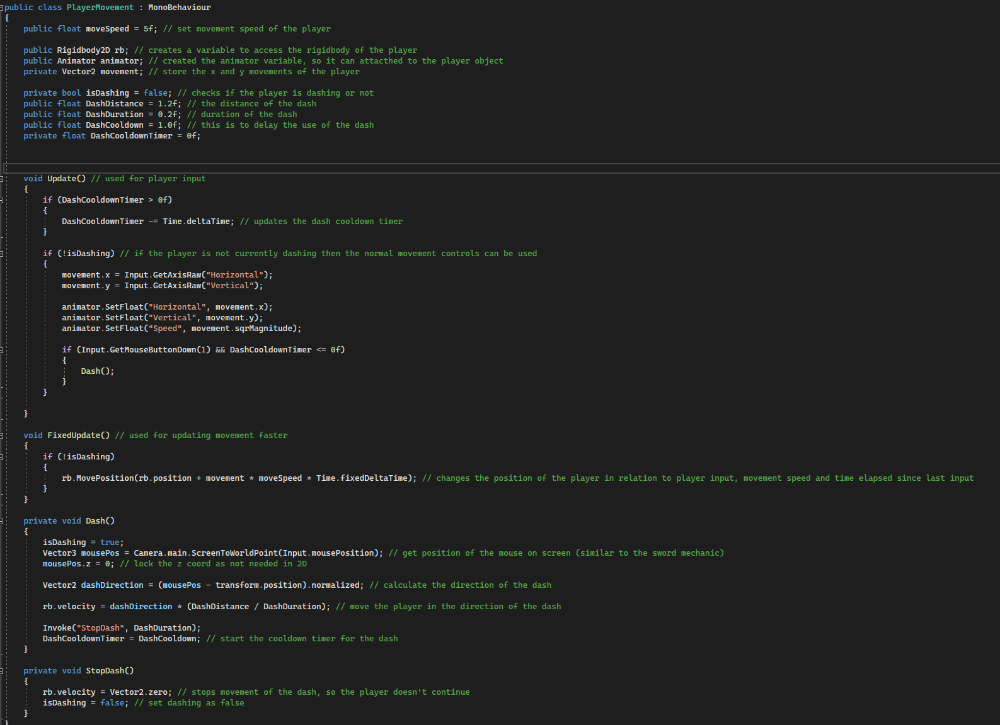 public class PlayerMovement : MonoBehaviour
{
    public float moveSpeed = 5f; // set movement speed of the player

    public Rigidbody2D rb; // creates a variable to access the rigidbody of the player
    public Animator animator; // created the animator variable, so it can attacthed to the player object
    private Vector2 movement; // store the x and y movements of the player

    private bool isDashing = false; // checks if the player is dashing or not
    public float DashDistance = 1.2f; // the distance of the dash
    public float DashDuration = 0.2f; // duration of the dash
    public float DashCooldown = 1.0f; // this is to delay the use of the dash
    private float DashCooldownTimer = 0f;

    void Update() // used for player input
    {
        if (DashCooldownTimer > 0f)
        {
            DashCooldownTimer -= Time.deltaTime; // updates the dash cooldown timer
        }

        if (!isDashing) // if the player is not currently dashing then the normal movement controls can be used
        {
            movement.x = Input.GetAxisRaw("Horizontal");
            movement.y = Input.GetAxisRaw("Vertical");

            animator.SetFloat("Horizontal", movement.x);
            animator.SetFloat("Vertical", movement.y);
            animator.SetFloat("Speed", movement.sqrMagnitude);

            if (Input.GetMouseButtonDown(1) && DashCooldownTimer <= 0f)
            {
                Dash();
            }
        }

    }

    void FixedUpdate() // used for updating movement faster
    {
        if (!isDashing)
        {
            rb.MovePosition(rb.position + movement * moveSpeed * Time.fixedDeltaTime); // changes the position of the player in relation to player input, movement speed and time elapsed since last input
        }
    }

    private void Dash()
    {
        isDashing = true;
        Vector3 mousePos = Camera.main.ScreenToWorldPoint(Input.mousePosition); // get position of the mouse on screen (similar to the sword mechanic)
        mousePos.z = 0; // lock the z coord as not needed in 2D

        Vector2 dashDirection = (mousePos - transform.position).normalized; // calculate the direction of the dash

        rb.velocity = dashDirection * (DashDistance / DashDuration); // move the player in the direction of the dash

        Invoke("StopDash", DashDuration);
        DashCooldownTimer = DashCooldown; // start the cooldown timer for the dash
    }

    private void StopDash()
    {
        rb.velocity = Vector2.zero; // stops movement of the dash, so the player doesn't continue
        isDashing = false; // set dashing as false
    }
}